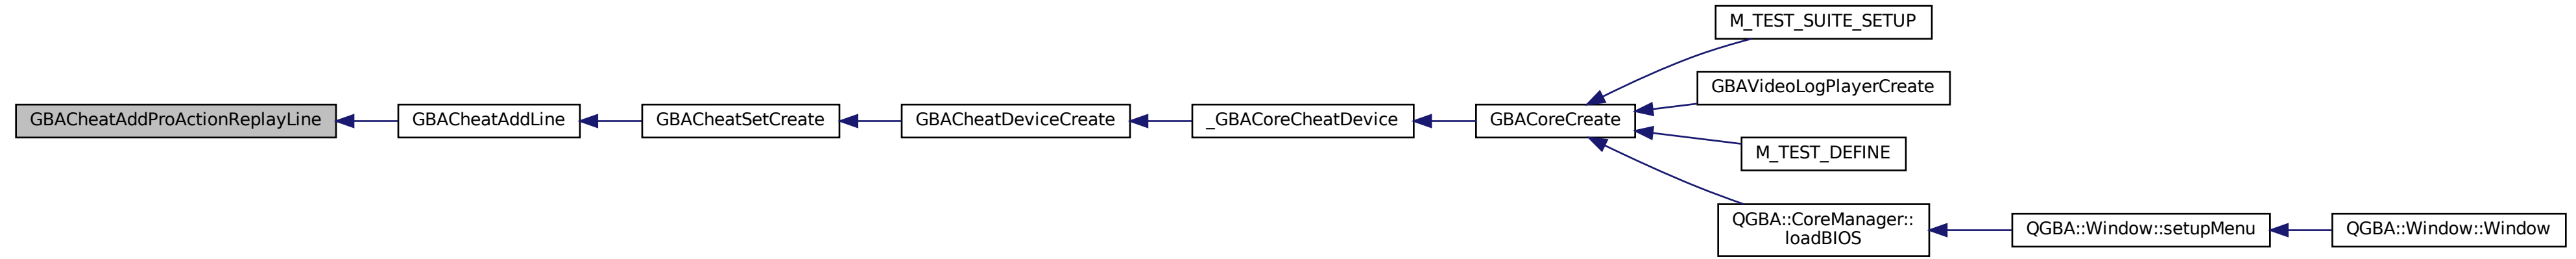 M_TEST_SUITE_SETUP
GBAVideoLogPlayerCreate
GBACheatAddProActionReplayLine
GBACheatAddLine
GBACheatSetCreate
GBACheatDeviceCreate
_GBACoreCheatDevice
GBACoreCreate
M_TEST_DEFINE
QGBA::CoreManager::
loadBIOS
QGBA::Window::setupMenu
QGBA::Window::Window